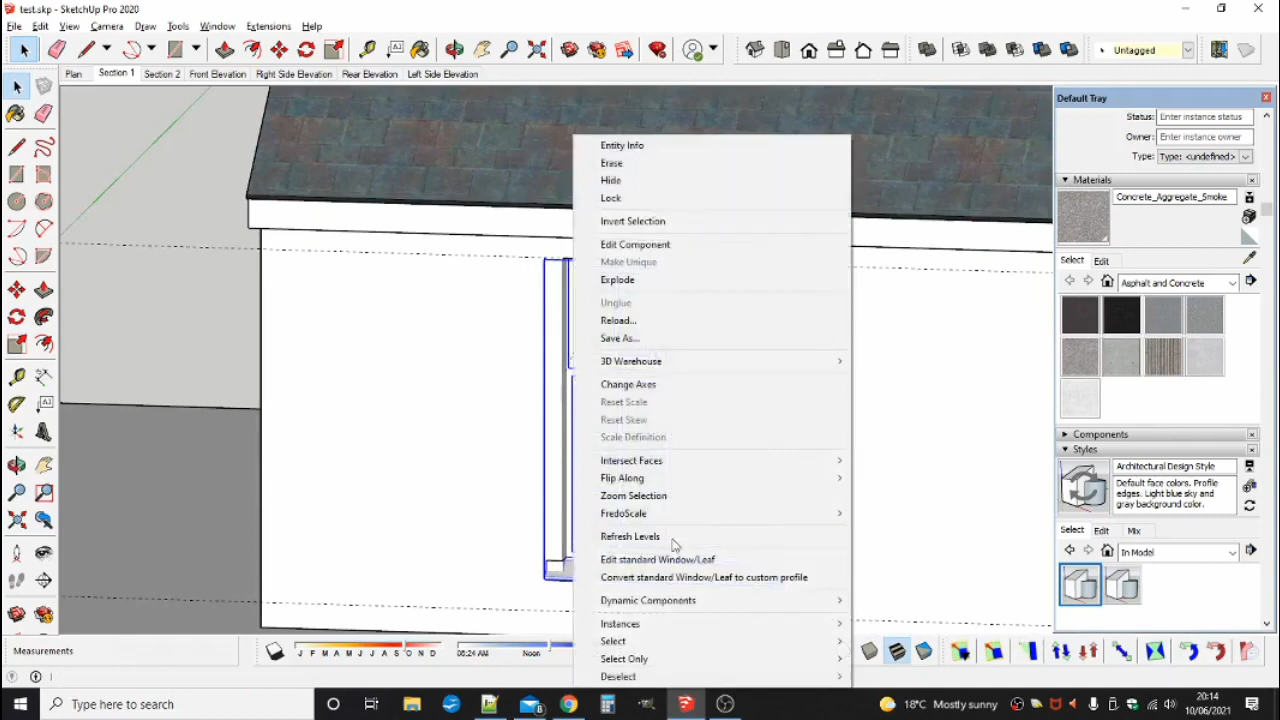 test.skp - SketchUp Pro 2020
File Edit View Camera Draw Tools Window Extensions Help
Untagged
Plan Section 1 Section 2 Front Elevation Right Side Elevation Rear Elevation Left Side Elevation
Entity Info
Erase
Hide
Lock
Invert Selection
Edit Component
Make Unique
Explode
Unglue
Reload...
Save As...
3D Warehouse
Change Axes
Reset Scale
Reset Skew
Scale Definition
Intersect Faces
Flip Along
Zoom Selection
FredoScale
Refresh Levels
Edit standard Window/Leaf
Convert standard Window/Leaf to custom profile
Dynamic Components
Instances
Select
Select Only
Deselect
Default Tray
Status: Enter instance status
Owner: Enter instance owner
Type: Type: <undefined>
Materials
Concrete_Aggregate_Smoke
Select Edit
Asphalt and Concrete
Components
Styles
Architectural Design Style
Default face colors. Profile
edges. Light blue sky and
gray background color.
Select Edit Mix
In Model
Measurements
J F M A M J J A S O N D
06:24 AM Noon
Type here to search
8
18°C Mostly sunny
20:14
10/06/2021